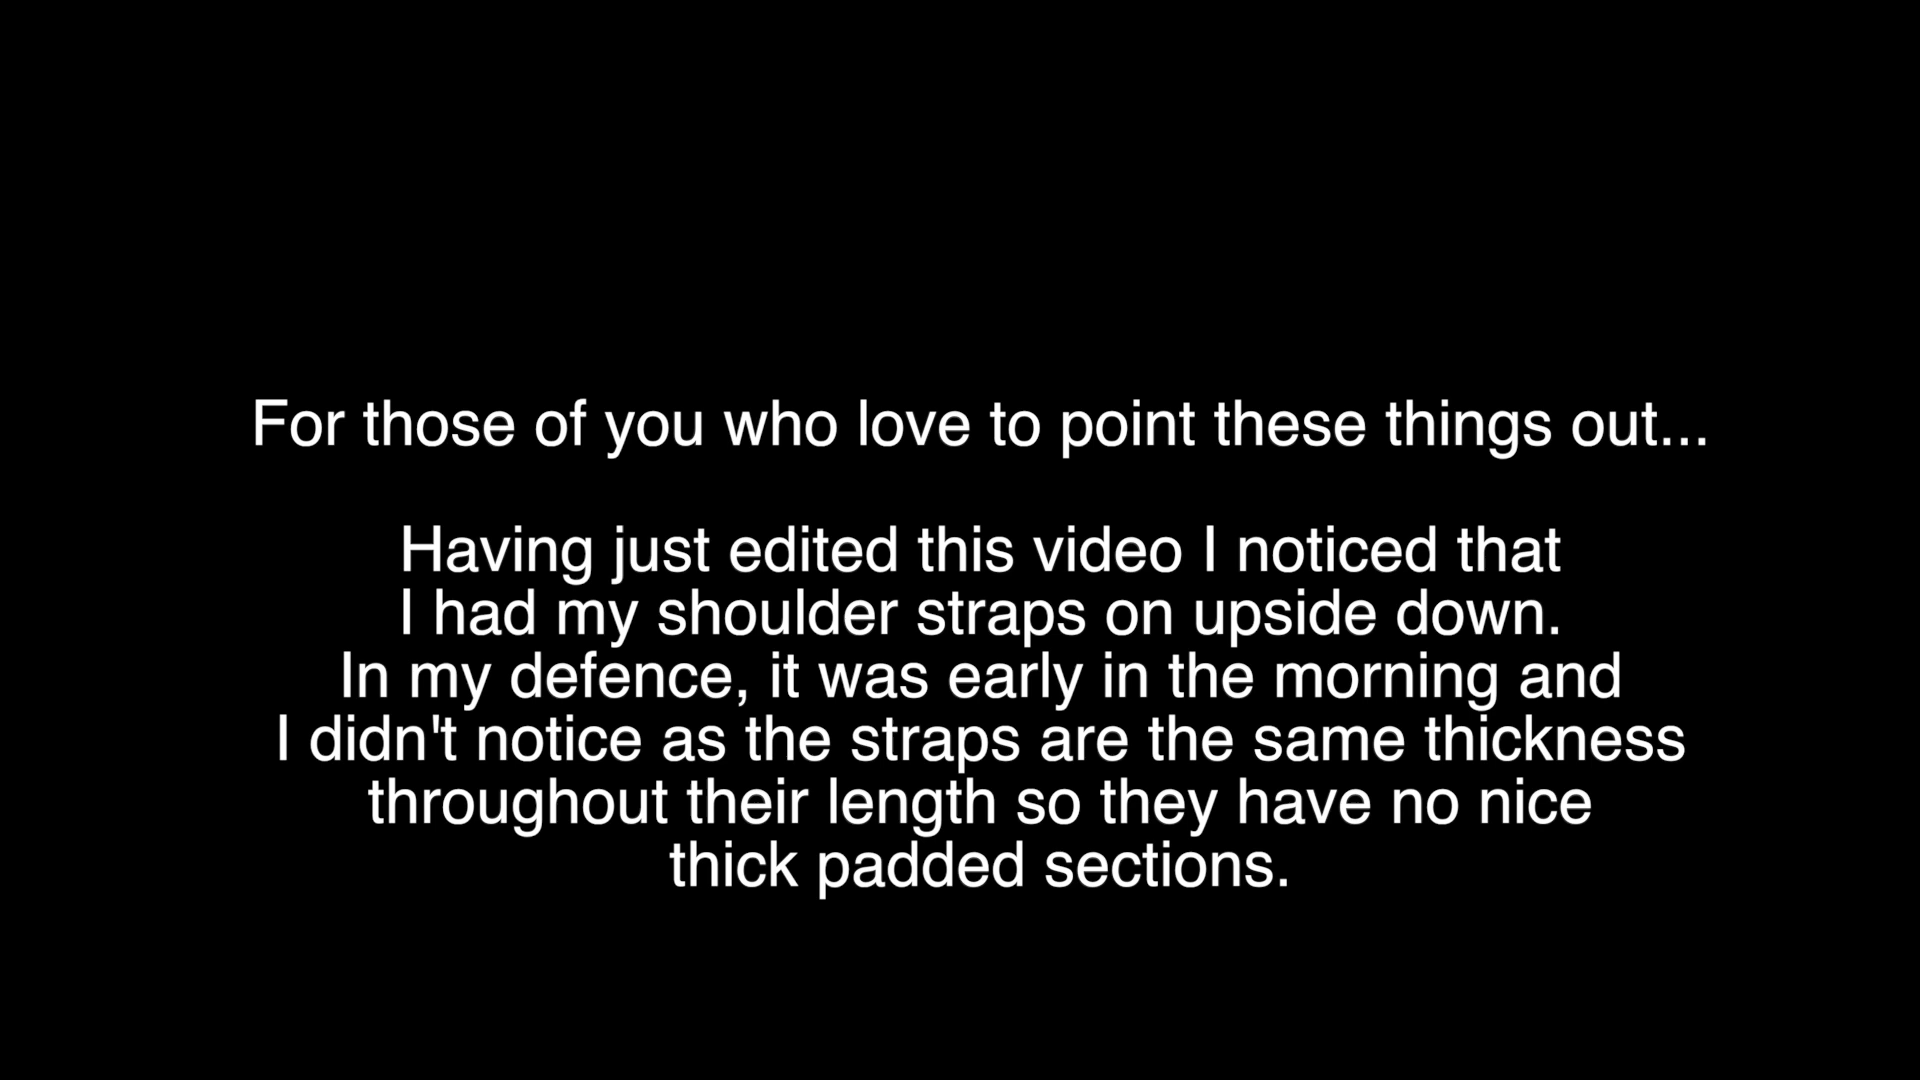 For those of you who love to point these things out...
Having just edited this video I noticed that
I had my shoulder straps on upside down.
In my defence, it was early in the morning and
I didn't notice as the straps are the same thickness
throughout their length so they have no nice
thick padded sections.